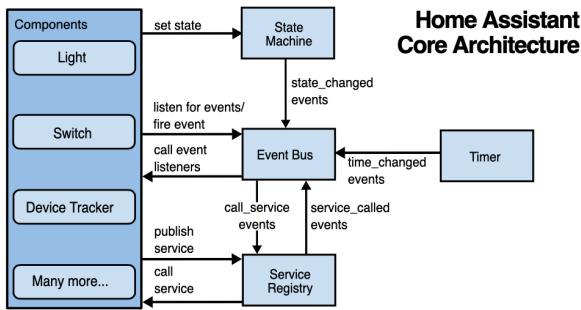 Home Assistant
Core Architecture
Components
Light
Switch
Device Tracker
Many more...
set state
State
Machine
state_changed
events
listen for events/
fire event
call event
listeners
Event Bus
time_changed
events
Timer
call_service
events
service_called
events
publish
service
call
service
Service
Registry